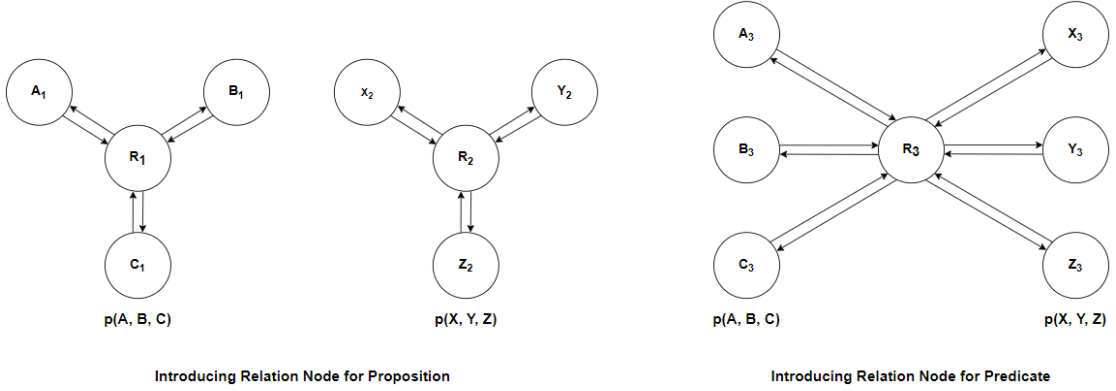 A₁
B₁
R₁
C₁
p(A, B, C)
x₂
Y₂
R₂
Z₂
p(X, Y, Z)
Introducing Relation Node for Proposition
A₃
X₃
B₃
R₃
Y₃
C₃
Z₃
p(A, B, C)
p(X, Y, Z)
Introducing Relation Node for Predicate